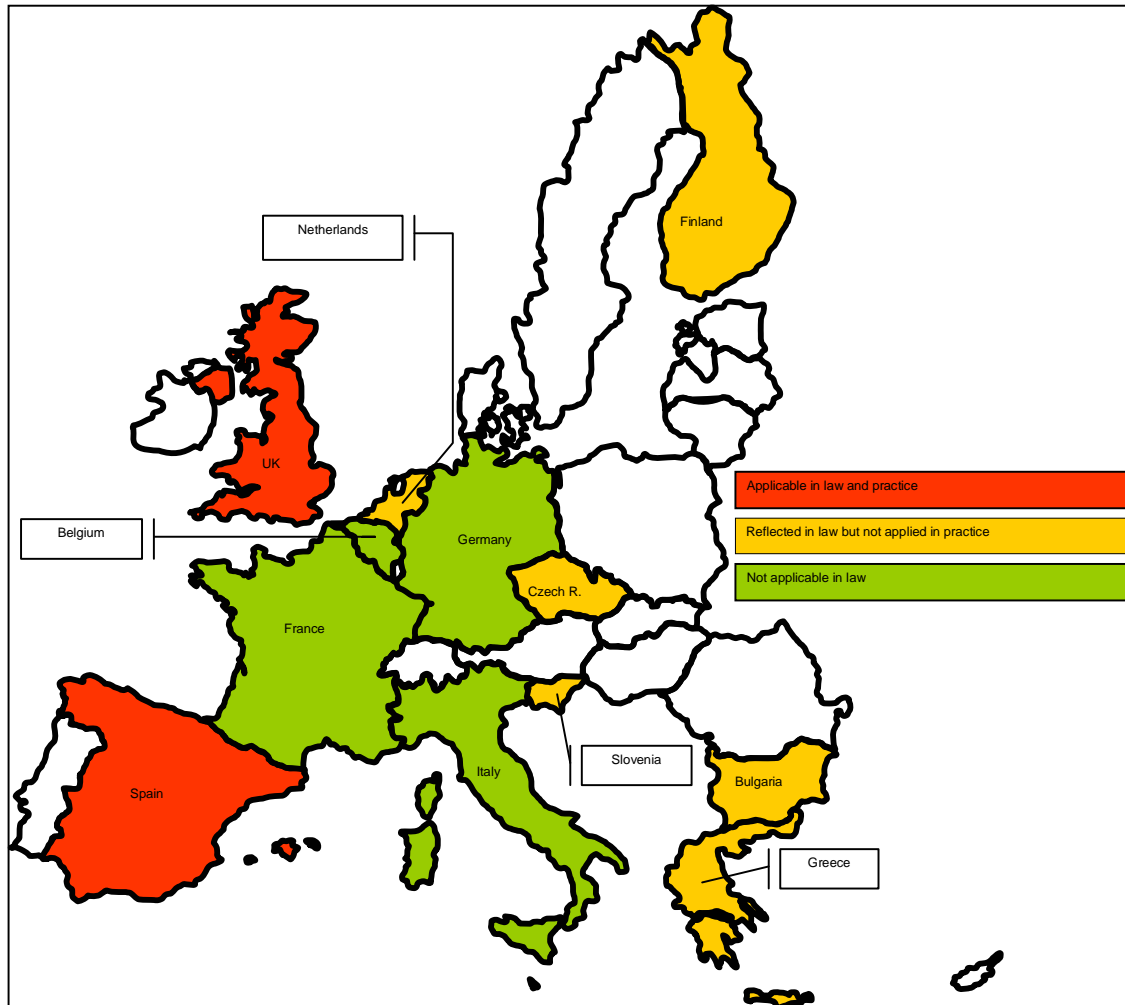 Finland
Netherlands
UK
Applicable in law and practice
Belgium
Reflected in law but not applied in practice
Germany
Not applicable in law
Czech R.
France
Slovenia
Italy
Bulgaria
Spain
Greece